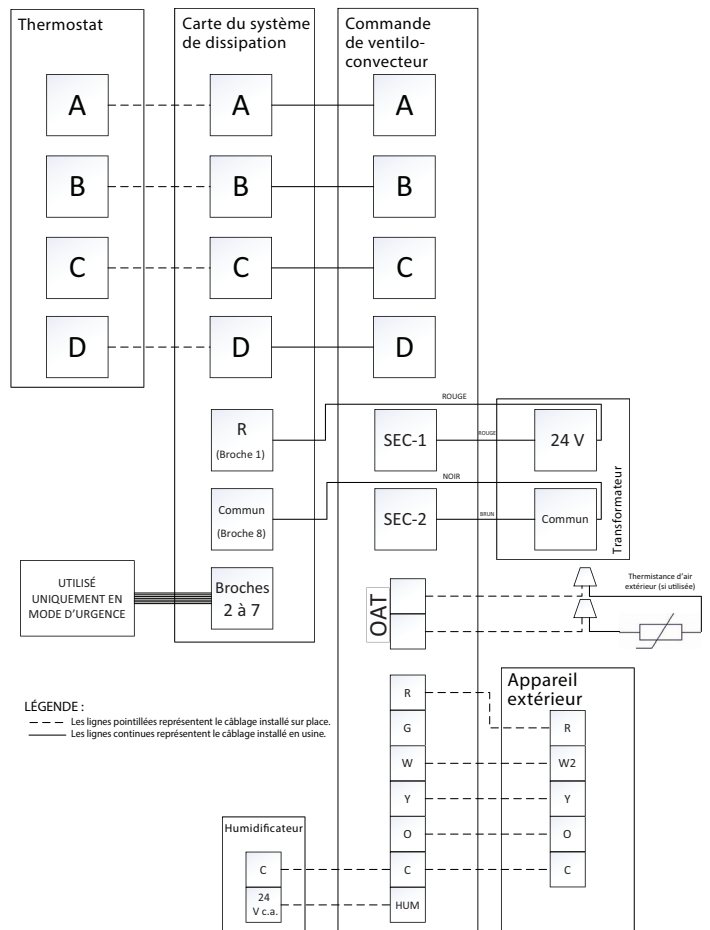 Thermostat
Carte du système
de dissipation
Commande
de ventilo-
convecteur
A
A
A
B
B
B
C
C
C
D
D
D
ROUGE
R
(Broche 1)
SEC-1
ROUGE
24 V
NOIR
Commun
(Broche 8)
SEC-2
BRUN
Commun
Transformateur
UTILISÉ
UNIQUEMENT EN
MODE D'URGENCE
Broches
2 à 7
OAT
Thermistance d'air
extérieur (si utilisée)
LÉGENDE :
Les lignes pointillées représentent le câblage installé sur place.
Les lignes continues représentent le câblage installé en usine.
Appareil
extérieur
R
R
G
W
W2
Y
Y
O
O
Humidificateur
C
C
C
24
V c.a.
HUM